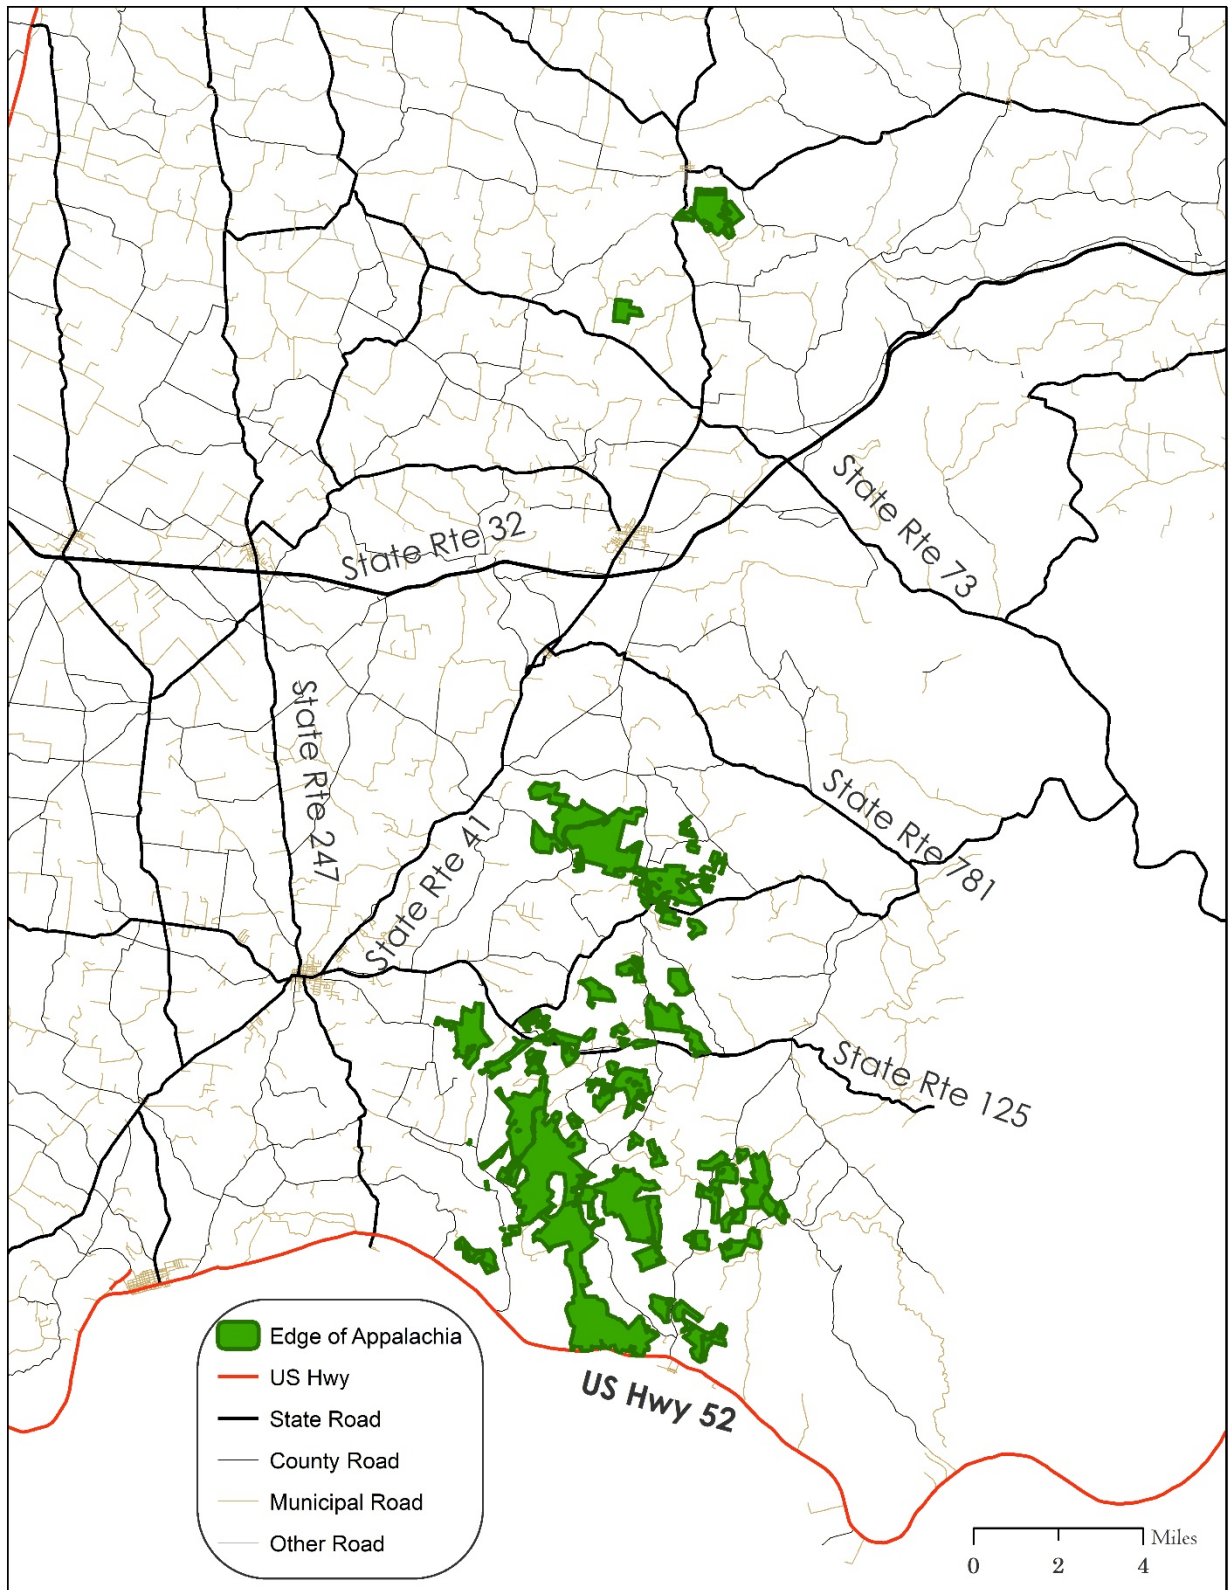 State Rte 32
State Rte 73
State Rte 247
State Rte 41
State Rte 781
State Rte 125
US Hwy 52
Edge of Appalachia
US Hwy
State Road
County Road
Municipal Road
Other Road
Miles
0 2 4